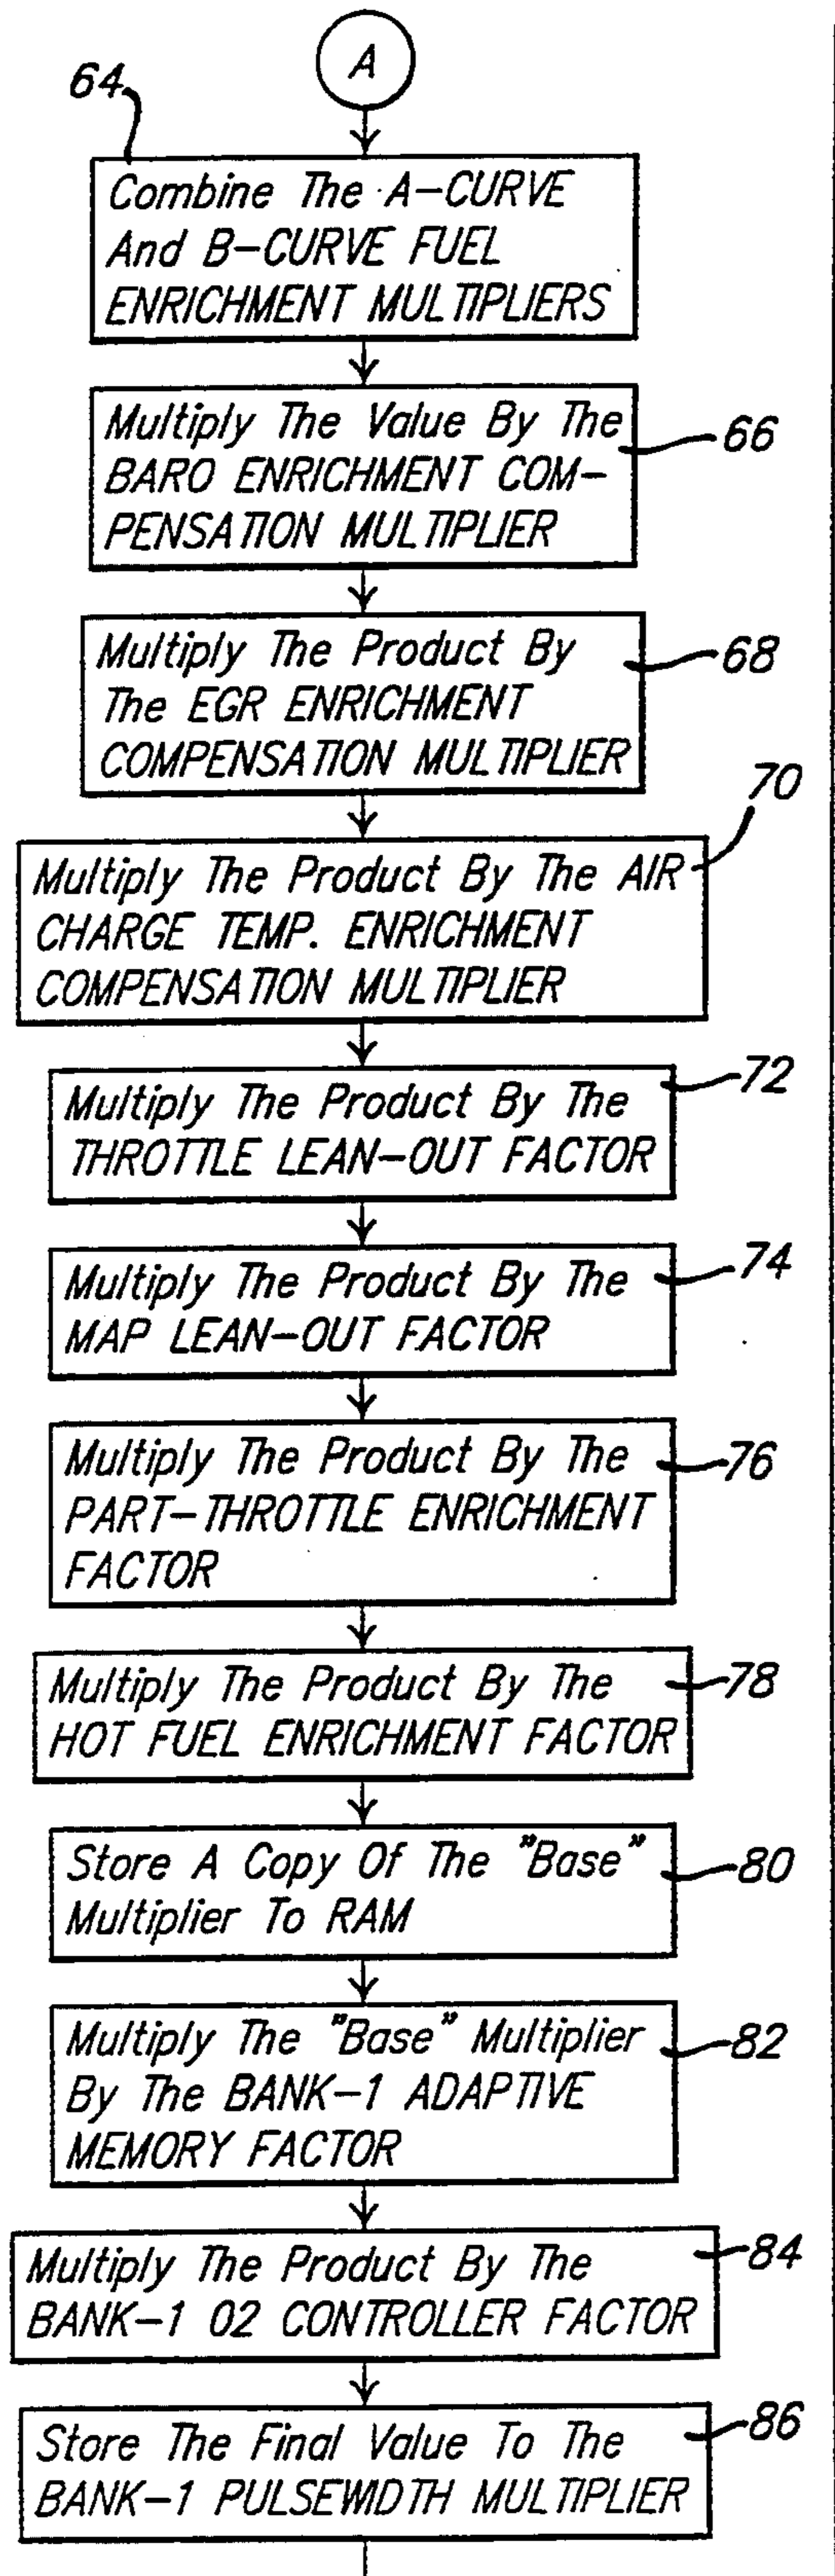 A
64
Combine The A-CURVE
And B-CURVE FUEL
ENRICHMENT MULTIPLIERS
Multiply The Value By The
BARO ENRICHMENT COM-
PENSATION MULTIPLIER
66
Multiply The Product By
The EGR ENRICHMENT
COMPENSATION MULTIPLIER
68
70
Multiply The Product By The AIR
CHARGE TEMP. ENRICHMENT
COMPENSATION MULTIPLIER
Multiply The Product By The
THROTTLE LEAN-OUT FACTOR
72
Multiply The Product By The
MAP LEAN-OUT FACTOR
74
Multiply The Product By The
PART-THROTTLE ENRICHMENT
FACTOR
76
Multiply The Product By The
HOT FUEL ENRICHMENT FACTOR
78
Store A Copy Of The "Base"
Multiplier To RAM
80
Multiply The "Base" Multiplier
By The BANK-1 ADAPTIVE
MEMORY FACTOR
82
Multiply The Product By The
BANK-1 O2 CONTROLLER FACTOR
84
Store The Final Value To The
BANK-1 PULSEWIDTH MULTIPLIER
86